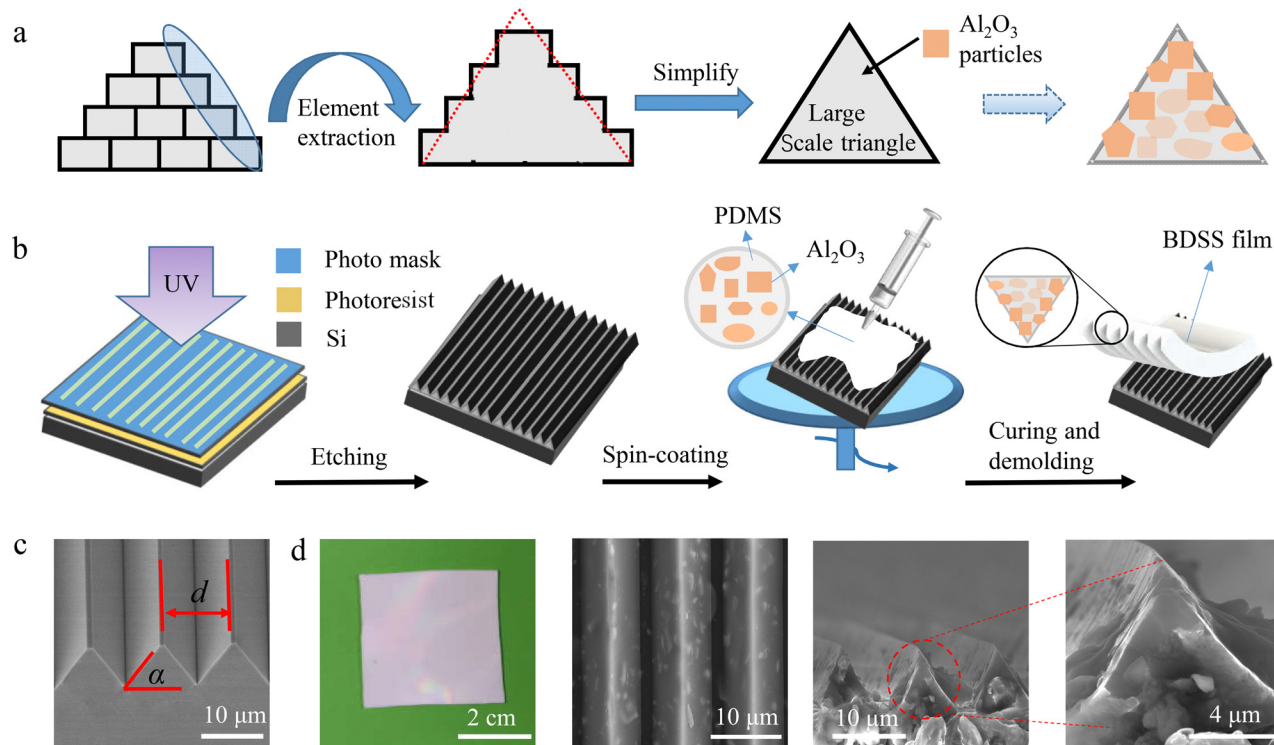 a
Element
extraction
Simplify
Large
Scale triangle
Al₂O₃
particles
b
UV
Photo mask
Photoresist
Si
Etching
Spin-coating
PDMS
Al₂O₃
Curing and
demolding
BDSS film
c
d
α
10 μm
d
2 cm
10 μm
10 μm
4 μm